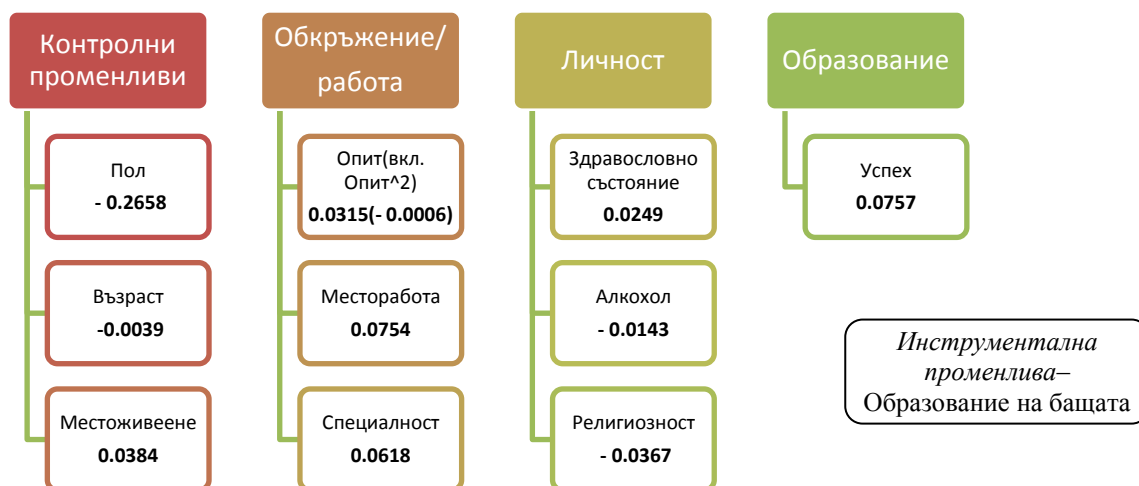 Контролни
променливи
Пол
- 0.2658
Възраст
-0.0039
Местоживеене
0.0384
Обкръжение/
работа
Опит(вкл.
Опит^2)
0.0315(- 0.0006)
Месторабота
0.0754
Специалност
0.0618
Личност
Здравословно
състояние
0.0249
Алкохол
- 0.0143
Религиозност
- 0.0367
Образование
Успех
0.0757
Инструментална
променлива–
Образование на бащата